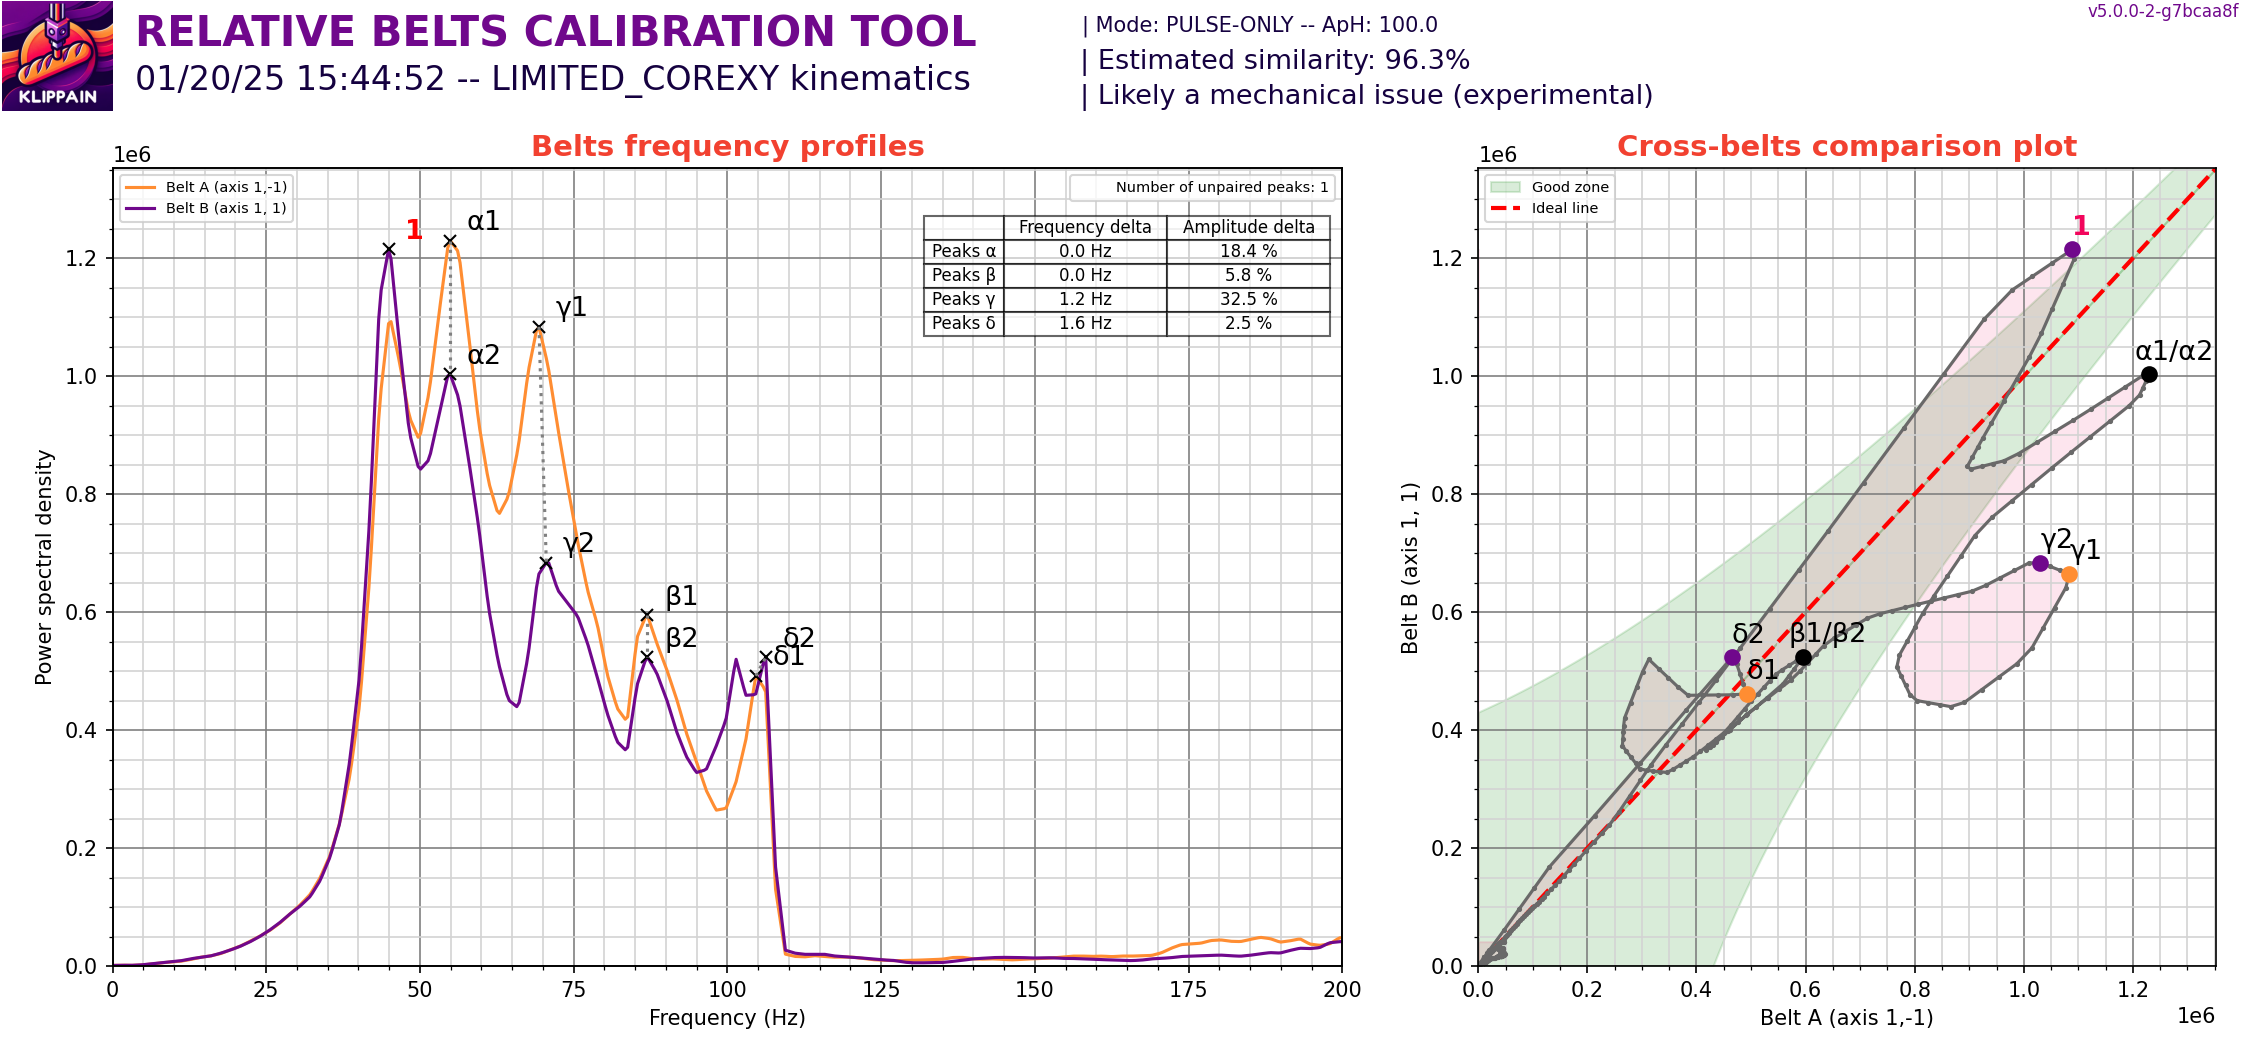 KLIPPAIN
RELATIVE BELTS CALIBRATION TOOL
01/20/25 15:44:52 -- LIMITED_COREXY kinematics
| Mode: PULSE-ONLY -- ApH: 100.0
| Estimated similarity: 96.3%
| Likely a mechanical issue (experimental)
v5.0.0-2-g7bcaa8f
Belts frequency profiles
1e6
Belt A (axis 1,-1)
Belt B (axis 1, 1)
Number of unpaired peaks: 1
Frequency delta Amplitude delta
Peaks α 0.0 Hz 18.4 %
Peaks β 0.0 Hz 5.8 %
Peaks γ 1.2 Hz 32.5 %
Peaks δ 1.6 Hz 2.5 %
1
α1
α2
γ1
γ2
β1
β2
δ2
δ1
1.2
1.0
0.8
0.6
0.4
0.2
0.0
Power spectral density
0 25 50 75 100 125 150 175 200
Frequency (Hz)
Cross-belts comparison plot
1e6
Good zone
Ideal line
1
α1/α2
γ2
γ1
δ2
β1/β2
δ1
1.2
1.0
0.8
0.6
0.4
0.2
0.0
Belt B (axis 1, 1)
0.0 0.2 0.4 0.6 0.8 1.0 1.2
Belt A (axis 1,-1)
1e6